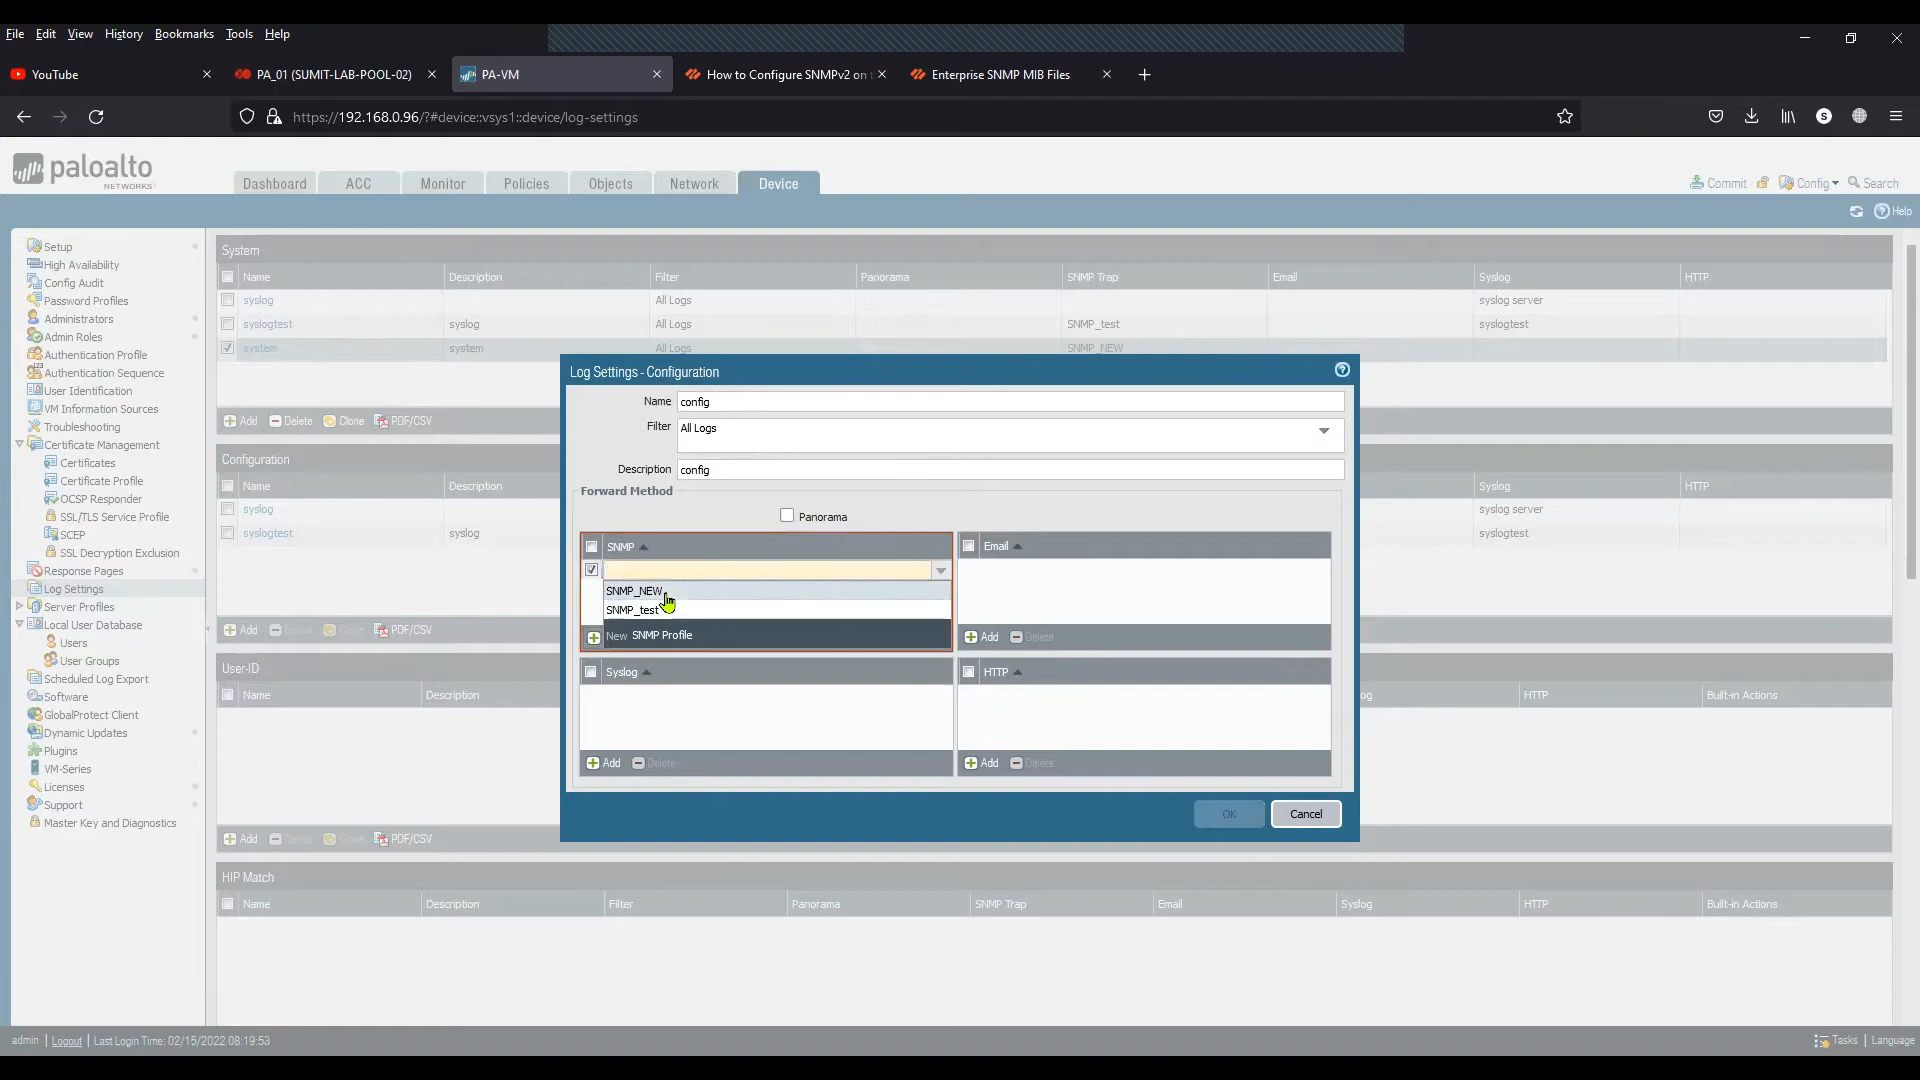 File Edit View History Bookmarks Tools Help
YouTube
PA_01 (SUMIT-LAB-POOL-02)
PA-VM
How to Configure SNMPv2 on t
Enterprise SNMP MIB Files
https://192.168.0.96/?#device::vsys1::device/log-settings
S
paloalto
NETWORKS
Dashboard ACC Monitor Policies Objects Network Device
Commit Config Search
Help
Setup
High Availability
Config Audit
Password Profiles
Administrators
Admin Roles
Authentication Profile
Authentication Sequence
User Identification
VM Information Sources
Troubleshooting
Certificate Management
Certificates
Certificate Profile
OCSP Responder
SSL/TLS Service Profile
SCEP
SSL Decryption Exclusion
Response Pages
Log Settings
Server Profiles
Local User Database
Users
User Groups
Scheduled Log Export
Software
GlobalProtect Client
Dynamic Updates
Plugins
VM-Series
Licenses
Support
Master Key and Diagnostics
System
Name Description Filter Panorama SNMP Trap Email Syslog HTTP
syslog All Logs syslog server
syslogtest syslog All Logs SNMP_test syslogtest
system system All Logs SNMP_NEW
Add Delete Clone PDF/CSV
Configuration
Name Description Syslog HTTP
syslog syslog server
syslogtest syslog syslogtest
Add Delete Clone PDF/CSV
User-ID
Name Description og HTTP Built-in Actions
Add Delete Clone PDF/CSV
HIP Match
Name Description Filter Panorama SNMP Trap Email Syslog HTTP Built-in Actions
Log Settings - Configuration
Name config
Filter All Logs
Description config
Forward Method
Panorama
SNMP
SNMP_NEW
SNMP_test
New SNMP Profile
Email
Add Delete
Syslog
Add Delete
HTTP
Add Delete
OK Cancel
admin | Logout | Last Login Time: 02/15/2022 08:19:53
Tasks | Language